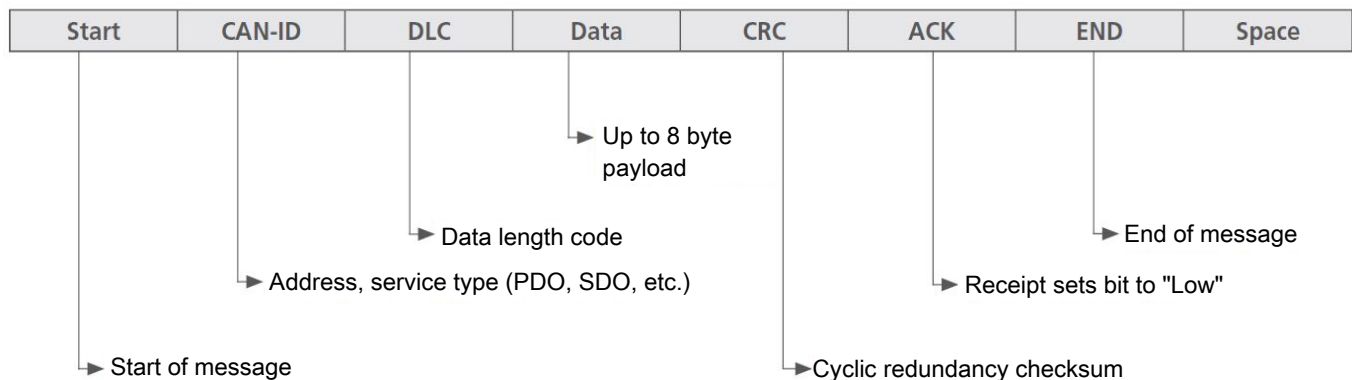 Start CAN-ID DLC Data CRC ACK END Space
Up to 8 byte
payload
Data length code
End of message
Address, service type (PDO, SDO, etc.)
Receipt sets bit to "Low"
Start of message
Cyclic redundancy checksum